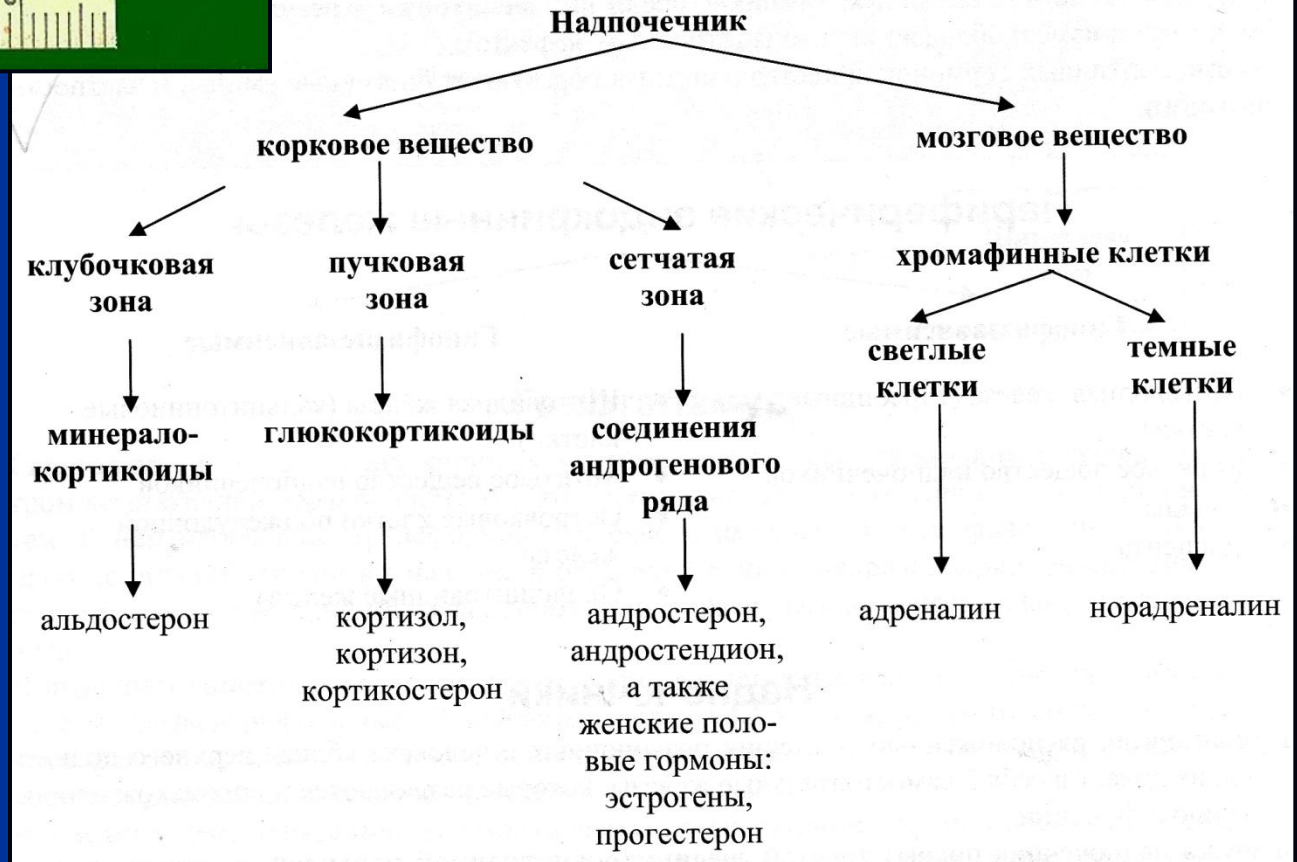 Надпочечник
корковое вещество
мозговое вещество
клубочковая
зона
пучковая
зона
сетчатая
зона
хромафинные клетки
светлые
клетки
темные
клетки
минерало-
кортикоиды
глюкокортикоиды
соединения
андрогенового
ряда
альдостерон
кортизол,
кортизон,
кортикостерон
андростерон,
андростендион,
а также
женские поло-
вые гормоны:
эстрогены,
прогестерон
адреналин
норадреналин